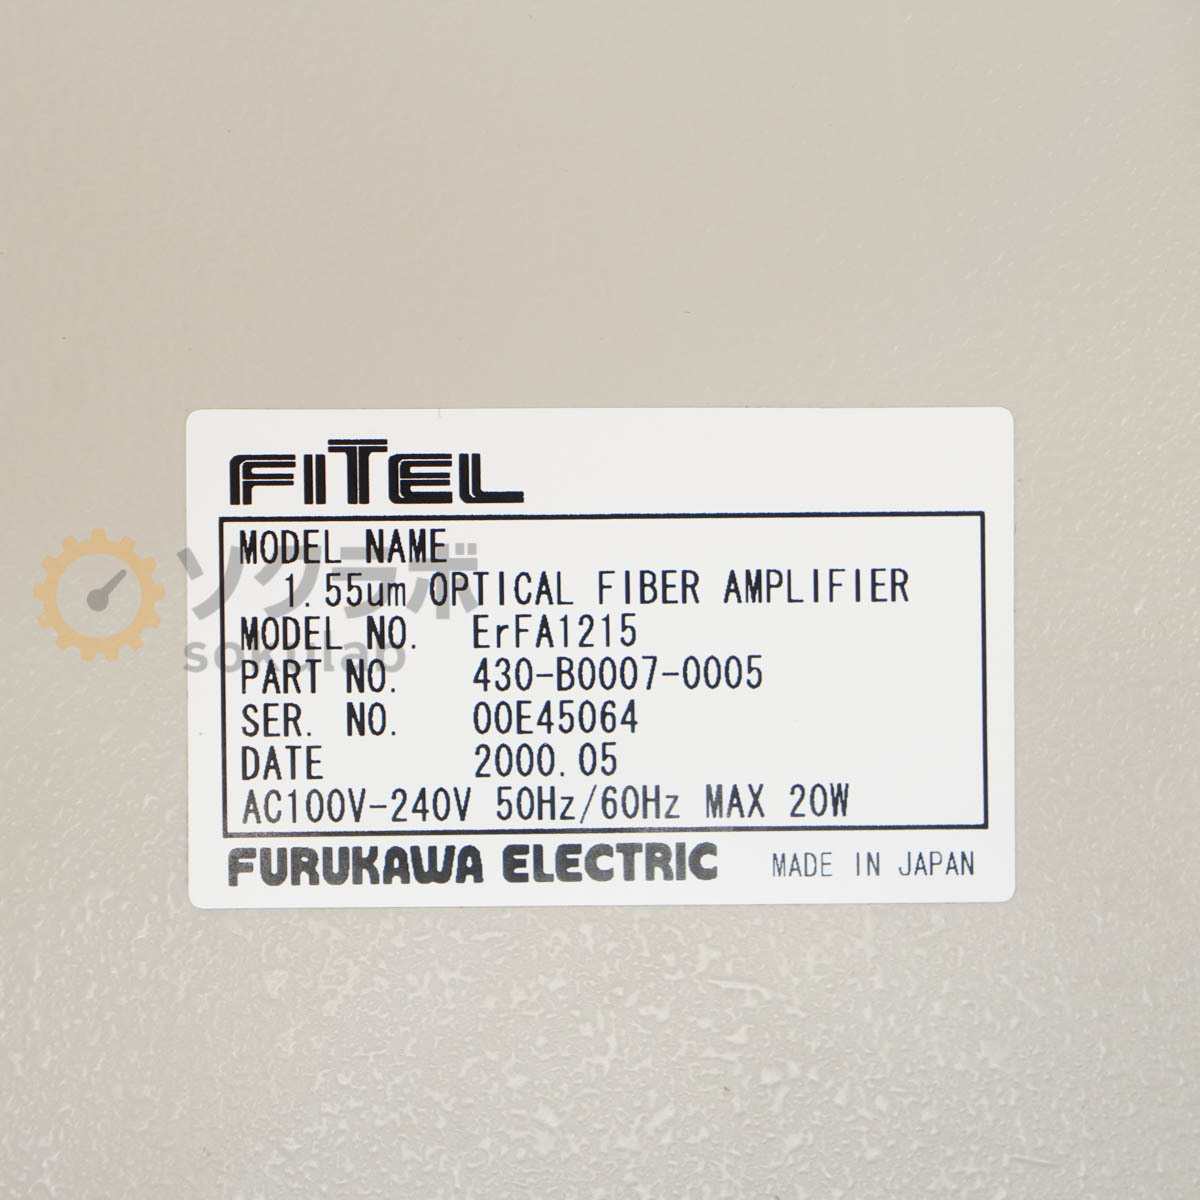 FITEL
MODEL NAME
1.55um OPTICAL FIBER AMPLIFIER
MODEL NO. ErFA1215
PART NO. 430-B0007-0005
SER. NO. 00E45064
DATE 2000.05
AC100V-240V 50Hz/60Hz MAX 20W
FURUKAWA ELECTRIC MADE IN JAPAN
ソクラボ
sokulab